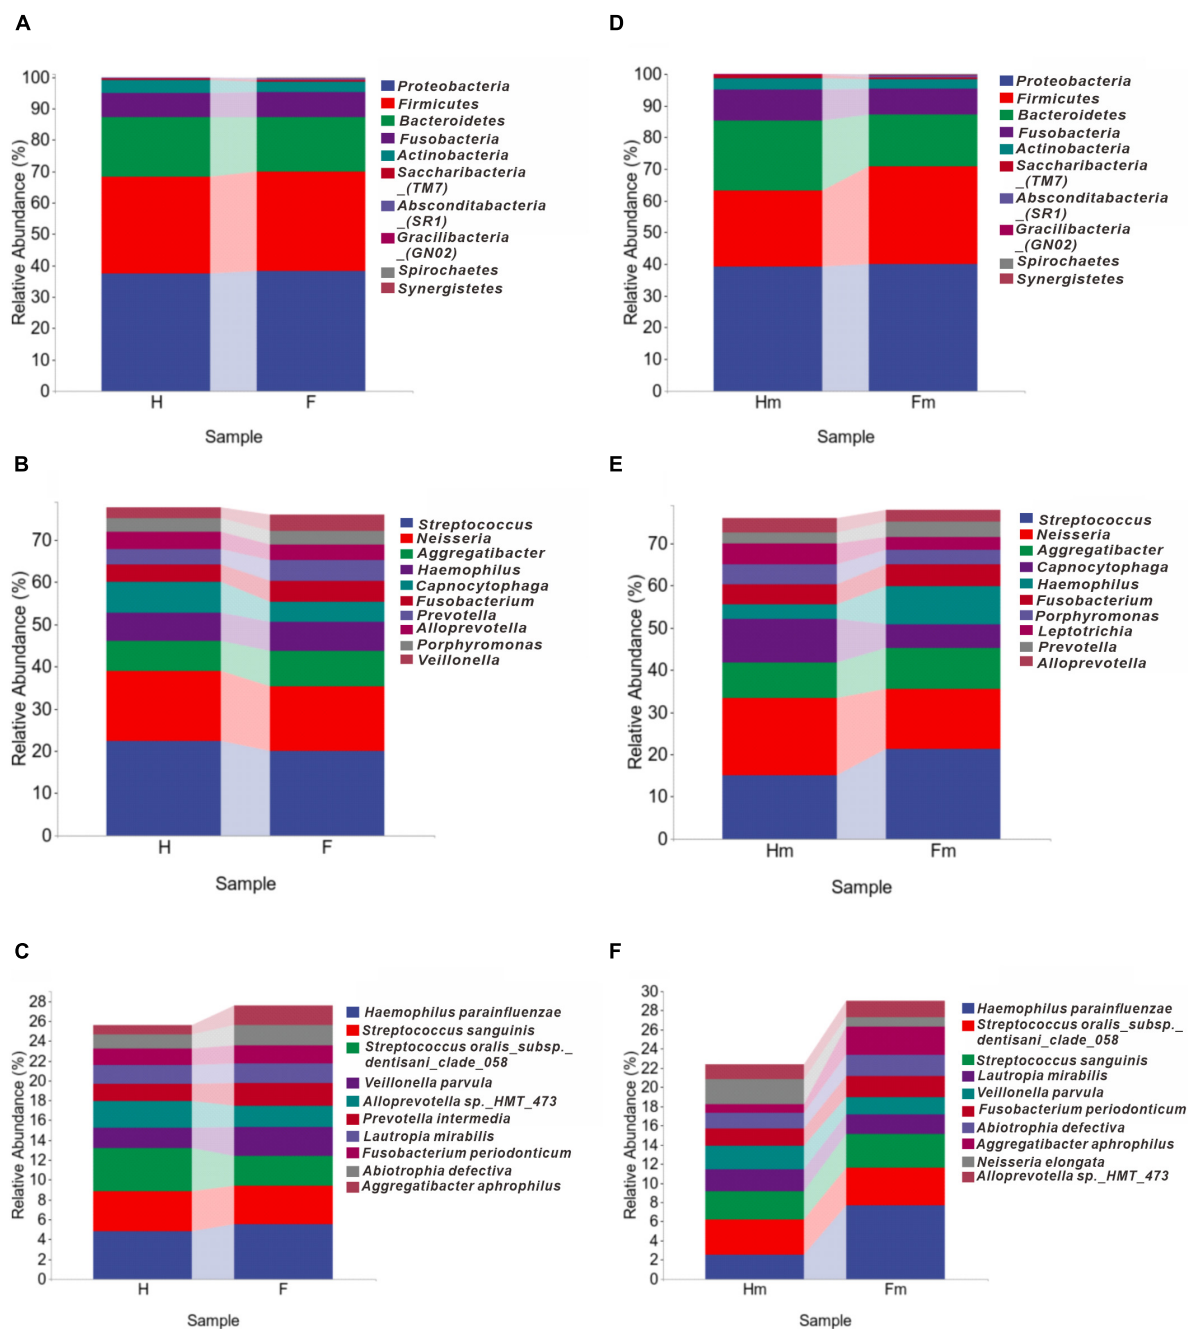 A
100
90
80
70
60
50
40
30
20
10
0
Relative Abundance (%)
H
F
Sample
Proteobacteria
Firmicutes
Bacteroidetes
Fusobacteria
Actinobacteria
Saccharibacteria
_(TM7)
Absconditabacteria
_(SR1)
Gracilibacteria
_(GN02)
Spirochaetes
Synergistetes
D
100
90
80
70
60
50
40
30
20
10
0
Relative Abundance (%)
Hm
Fm
Sample
Proteobacteria
Firmicutes
Bacteroidetes
Fusobacteria
Actinobacteria
Saccharibacteria
_(TM7)
Absconditabacteria
_(SR1)
Gracilibacteria
_(GN02)
Spirochaetes
Synergistetes
B
70
60
50
40
30
20
10
0
Relative Abundance (%)
H
F
Sample
Streptococcus
Neisseria
Aggregatibacter
Haemophilus
Capnocytophaga
Fusobacterium
Prevotella
Alloprevotella
Porphyromonas
Veillonella
E
70
60
50
40
30
20
10
0
Relative Abundance (%)
Hm
Fm
Sample
Streptococcus
Neisseria
Aggregatibacter
Capnocytophaga
Haemophilus
Fusobacterium
Porphyromonas
Leptotrichia
Prevotella
Alloprevotella
C
28
26
24
22
20
18
16
14
12
10
8
6
4
2
0
Relative Abundance (%)
H
F
Sample
Haemophilus parainfluenzae
Streptococcus sanguinis
Streptococcus oralis_subsp._
dentisani_clade_058
Veillonella parvula
Alloprevotella sp._HMT_473
Prevotella intermedia
Lautropia mirabilis
Fusobacterium periodonticum
Abiotrophia defectiva
Aggregatibacter aphrophilus
F
30
28
26
24
22
20
18
16
14
12
10
8
6
4
2
0
Relative Abundance (%)
Hm
Fm
Sample
Haemophilus parainfluenzae
Streptococcus oralis_subsp._
dentisani_clade_058
Streptococcus sanguinis
Lautropia mirabilis
Veillonella parvula
Fusobacterium periodonticum
Abiotrophia defectiva
Aggregatibacter aphrophilus
Neisseria elongata
Alloprevotella sp._HMT_473